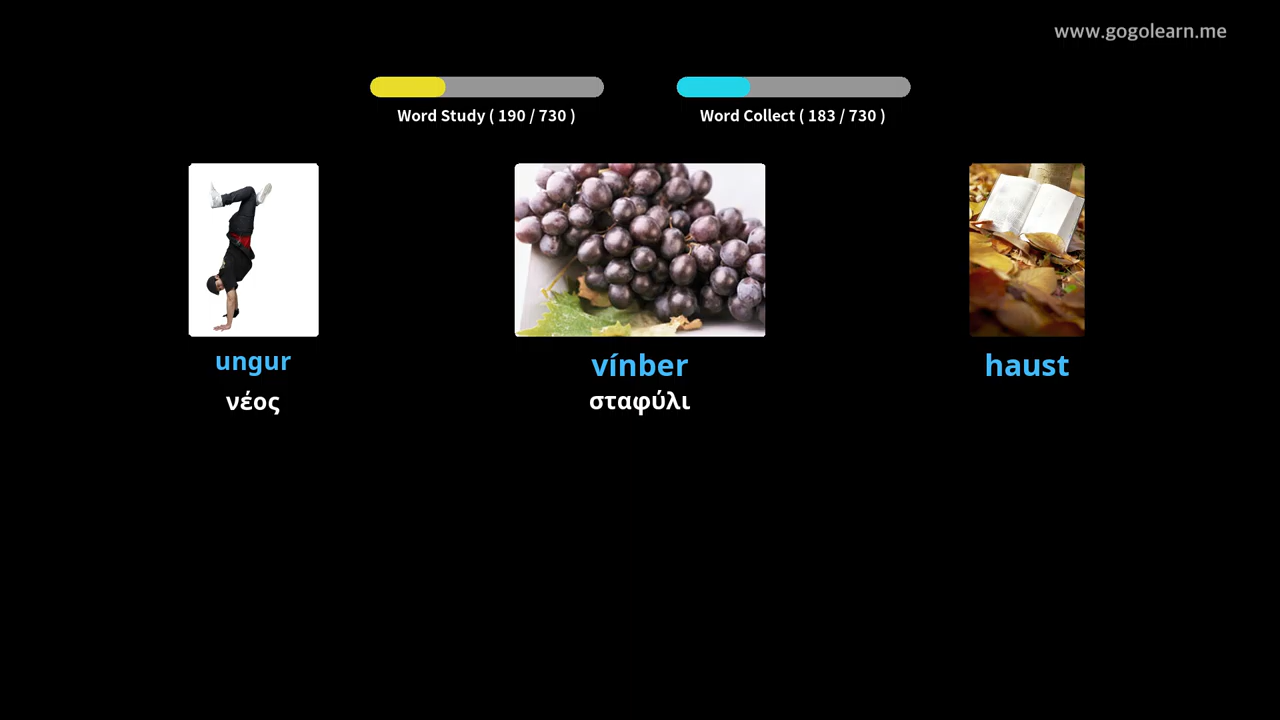 www.gogolearn.me
Word Study ( 190 / 730 )
Word Collect ( 183 / 730 )
ungur
νέος
vínber
σταφύλι
haust